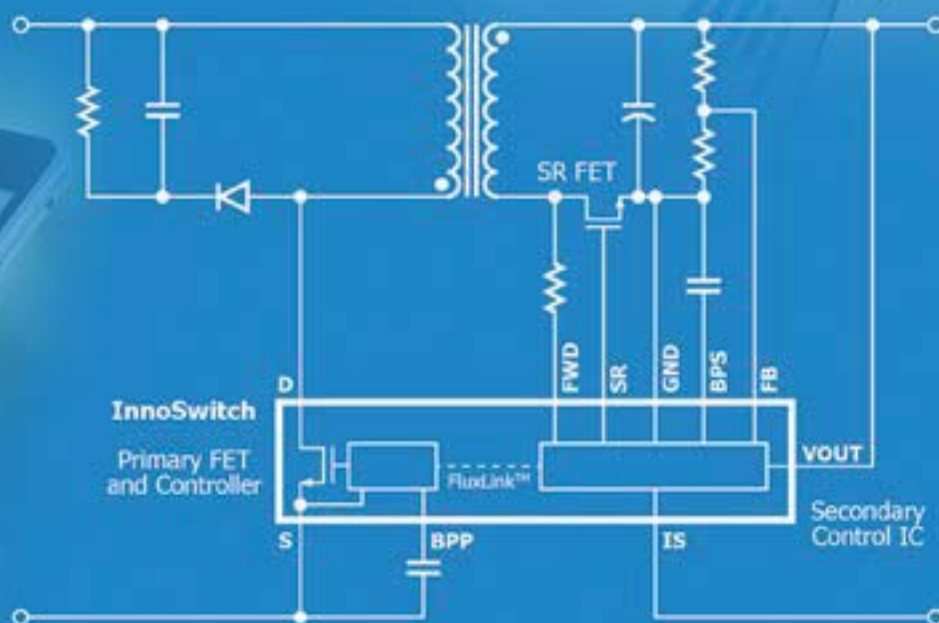 SR FET
FWD
SR
GND
BPS
FB
D
InnoSwitch
Primary FET
and Controller
FluxLink™
VOUT
Secondary
Control IC
S
BPP
IS